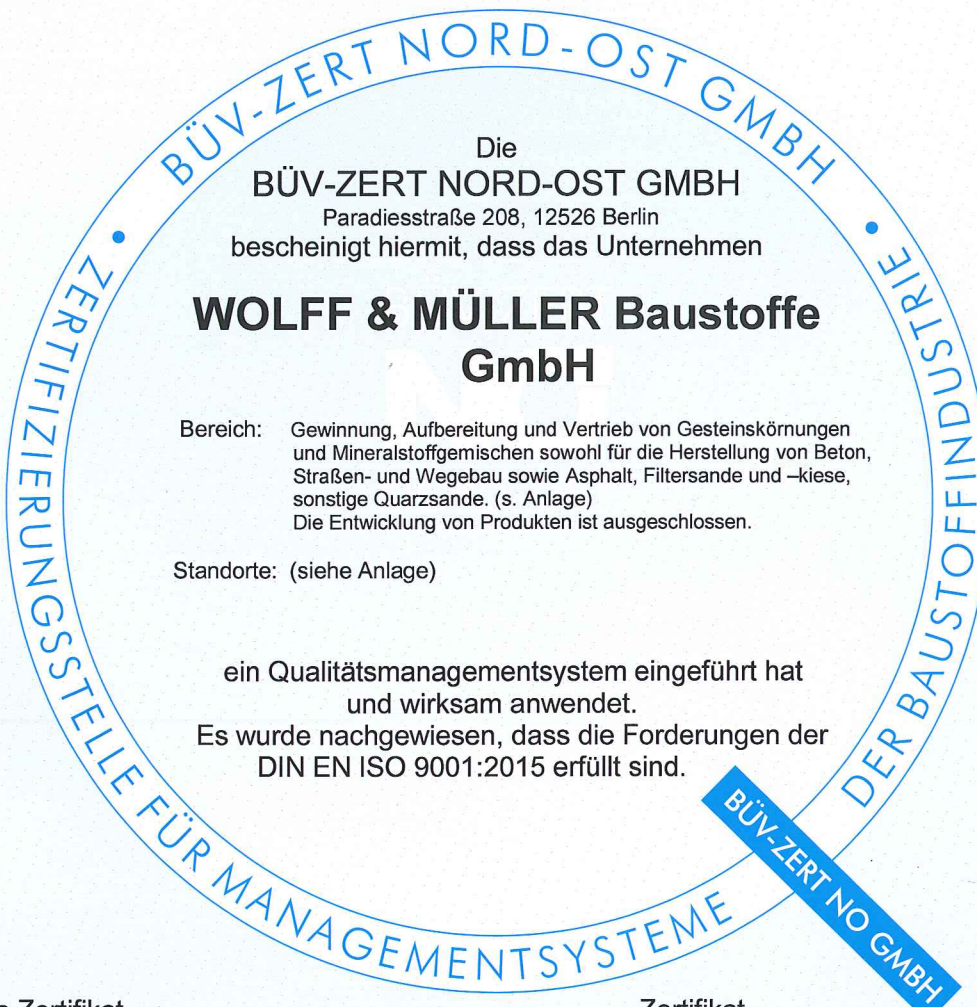 BÜV-ZERT NORD-OST GMBH
ZERTIFIZIERUNGSSTELLE FÜR MANAGEMENTSYSTEME
DER BAUSTOFFINDUSTRIE
Die
BÜV-ZERT NORD-OST GMBH
Paradiesstraße 208, 12526 Berlin
bescheinigt hiermit, dass das Unternehmen
WOLFF & MÜLLER Baustoffe
GmbH
Bereich: Gewinnung, Aufbereitung und Vertrieb von Gesteinskörnungen
und Mineralstoffgemischen sowohl für die Herstellung von Beton,
Straßen- und Wegebau sowie Asphalt, Filtersande und –kiese,
sonstige Quarzsande. (s. Anlage)
Die Entwicklung von Produkten ist ausgeschlossen.
Standorte: (siehe Anlage)
ein Qualitätsmanagementsystem eingeführt hat
und wirksam anwendet.
Es wurde nachgewiesen, dass die Forderungen der
DIN EN ISO 9001:2015 erfüllt sind.
BÜV-ZERT NO GMBH